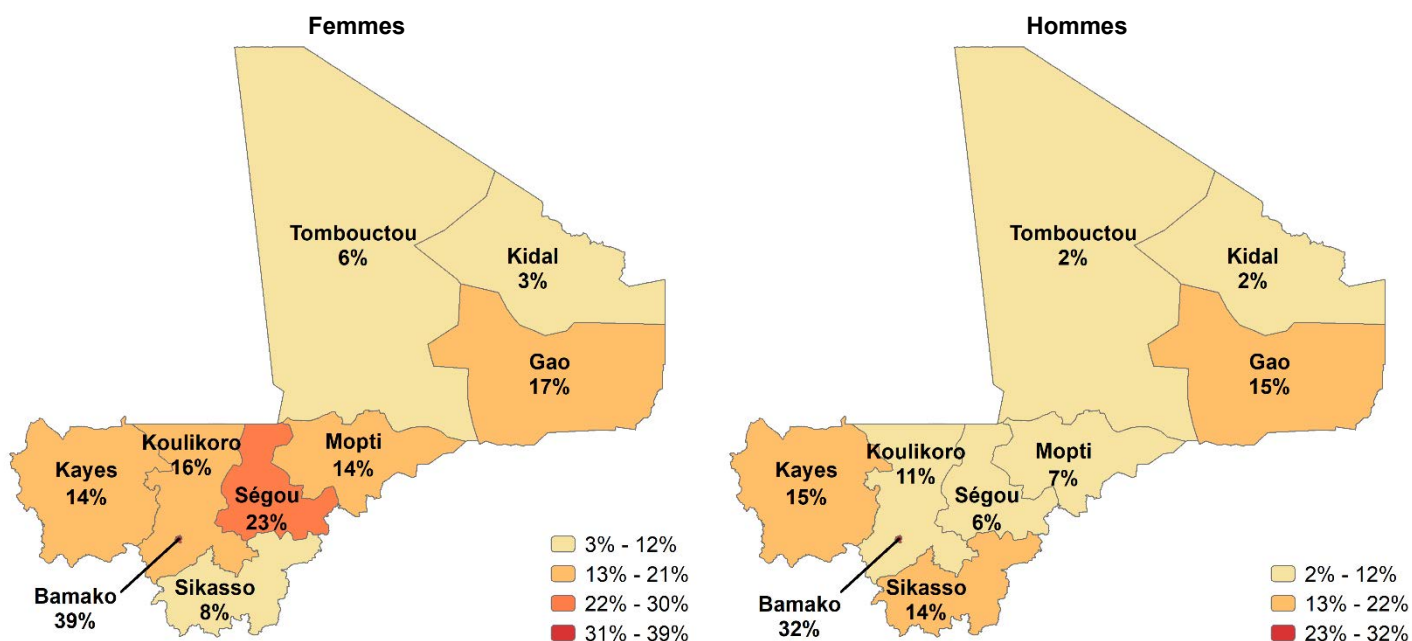 Femmes
Tombouctou
6%
Kidal
3%
Gao
17%
Koulikoro
16%
Mopti
14%
Kayes
14%
Ségou
23%
Bamako
39%
Sikasso
8%
3% - 12%
13% - 21%
22% - 30%
31% - 39%
Hommes
Tombouctou
2%
Kidal
2%
Gao
15%
Koulikoro
11%
Mopti
7%
Kayes
15%
Ségou
6%
Bamako
32%
Sikasso
14%
2% - 12%
13% - 22%
23% - 32%